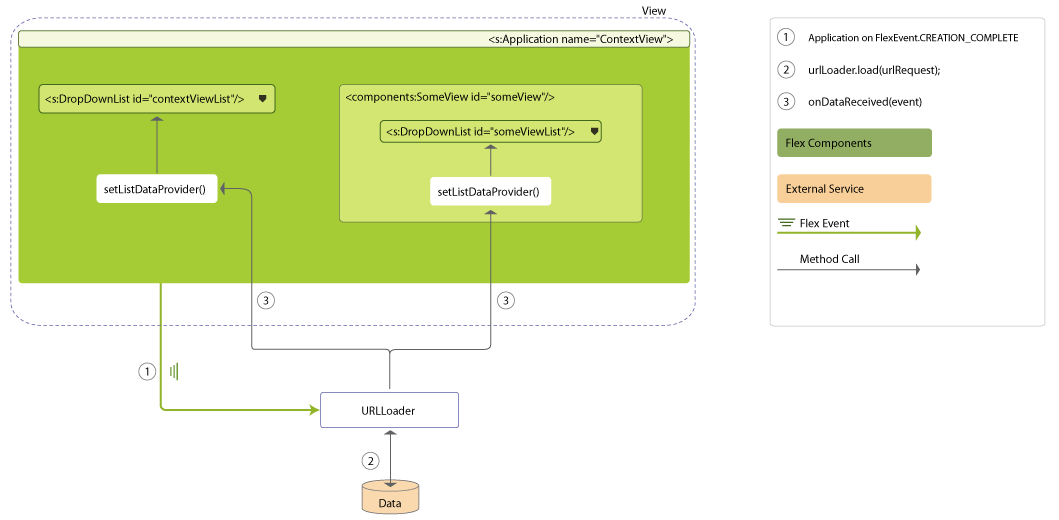 View
<s:Application name="ContextView">
<s:DropDownList id="contextViewList"/>
<components:SomeView id="someView"/>
<s:DropDownList id="someViewList"/>
setListDataProvider()
setListDataProvider()
3
3
1
URLLoader
2
Data
1 Application on FlexEvent.CREATION_COMPLETE
2 urlLoader.load(urlRequest);
3 onDataReceived(event)
Flex Components
External Service
Flex Event
Method Call